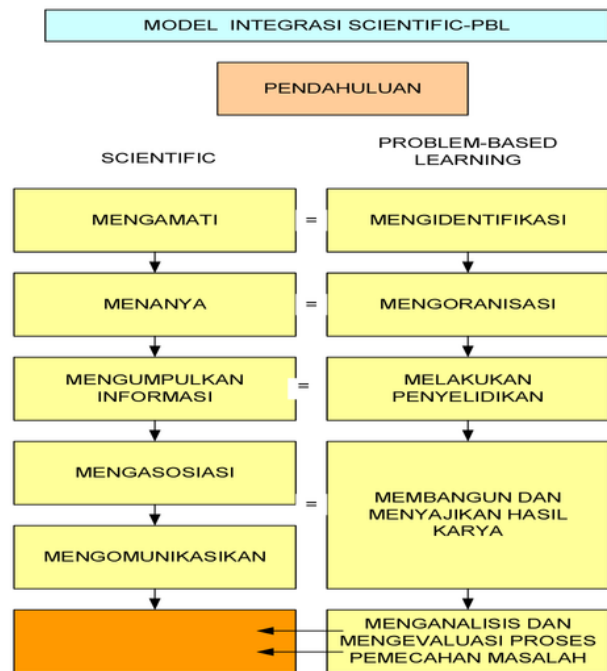 MODEL INTEGRASI SCIENTIFIC-PBL
PENDAHULUAN
SCIENTIFIC
PROBLEM-BASED
LEARNING
MENGAMATI
=
MENGIDENTIFIKASI
MENANYA
=
MENGORANISASI
MENGUMPULKAN
INFORMASI
=
MELAKUKAN
PENYELIDIKAN
MENGASOSIASI
MENGOMUNIKASIKAN
=
MEMBANGUN DAN
MENYAJIKAN HASIL
KARYA
MENGANALISIS DAN
MENGEVALUASI PROSES
PEMECAHAN MASALAH